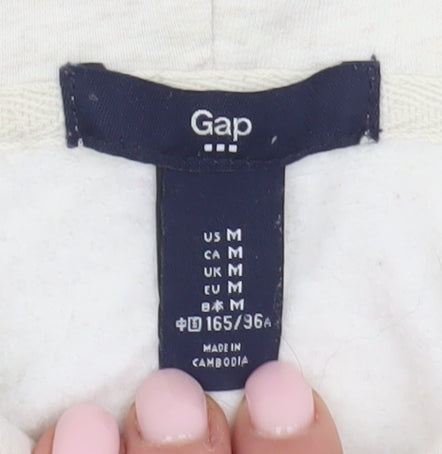 Gap
US M
CA M
UK M
EU M
日本 M
中国 165/96A
MADE IN
CAMBODIA